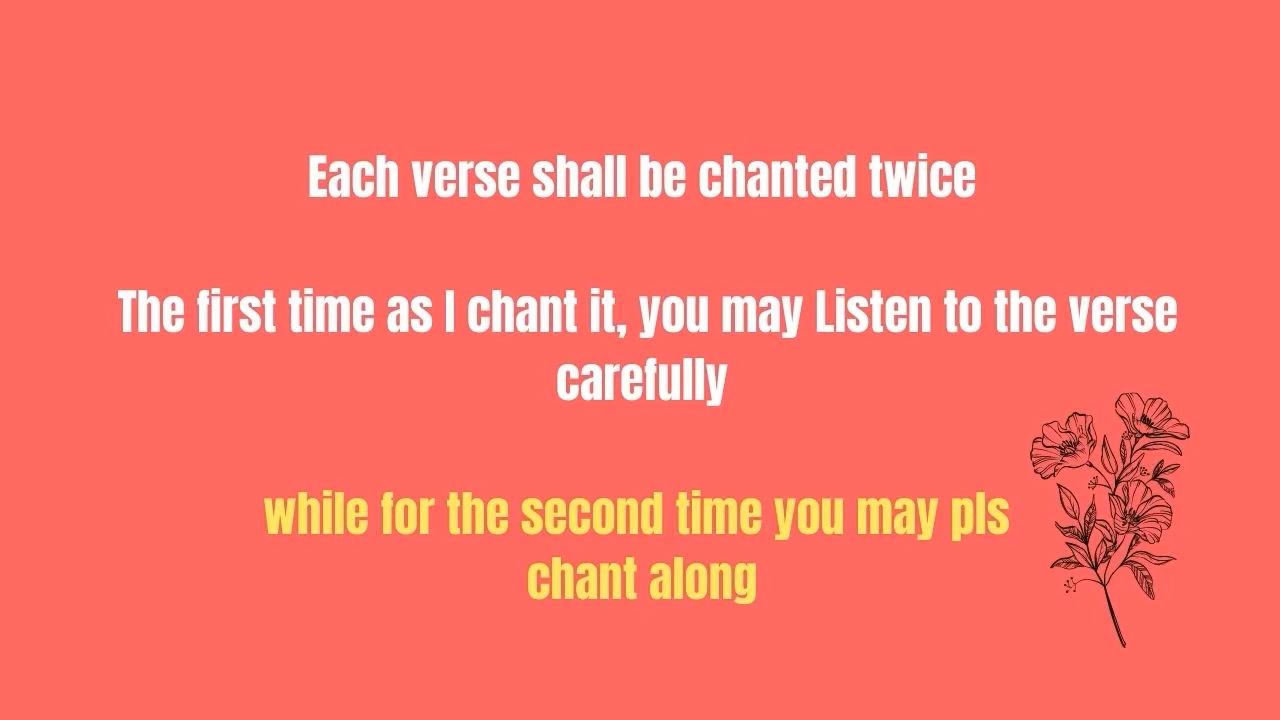 Each verse shall be chanted twice
The first time as I chant it, you may Listen to the verse
carefully
while for the second time you may pls
chant along